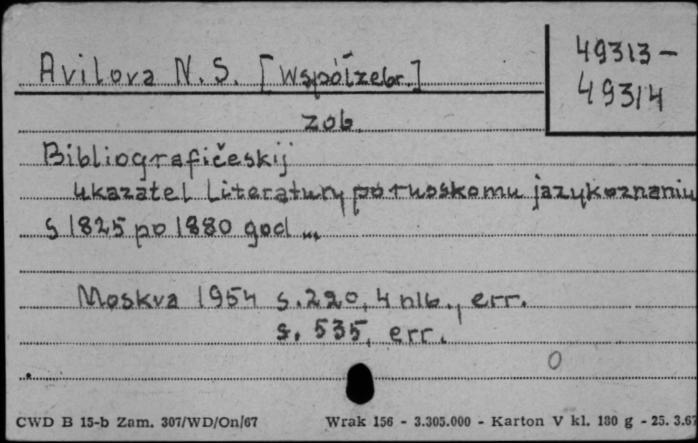 Avilova N. S. [Współzebr.]
49313-
49314
zob.
Bibliografičeskij
ukazatel literatury po russkomu jazykoznaniu
s 1825 po 1880 god ...
Moskva 1954 s. 220, 4 nlb., err.
s. 535, err.
0
CWD B 15-b Zam. 307/WD/On/67 Wrak 156 - 3.305.000 - Karton V kl. 180 g - 25. 3.67